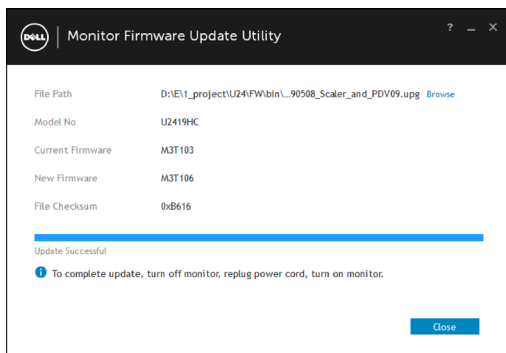 DELL Monitor Firmware Update Utility ? _ X
File Path D:\E\1_project\U24\FW\bin\...90508_Scaler_and_PDV09.upg Browse
Model No U2419HC
Current Firmware M3T103
New Firmware M3T106
File Checksum 0xB616
Update Successful
To complete update, turn off monitor, replug power cord, turn on monitor.
Close